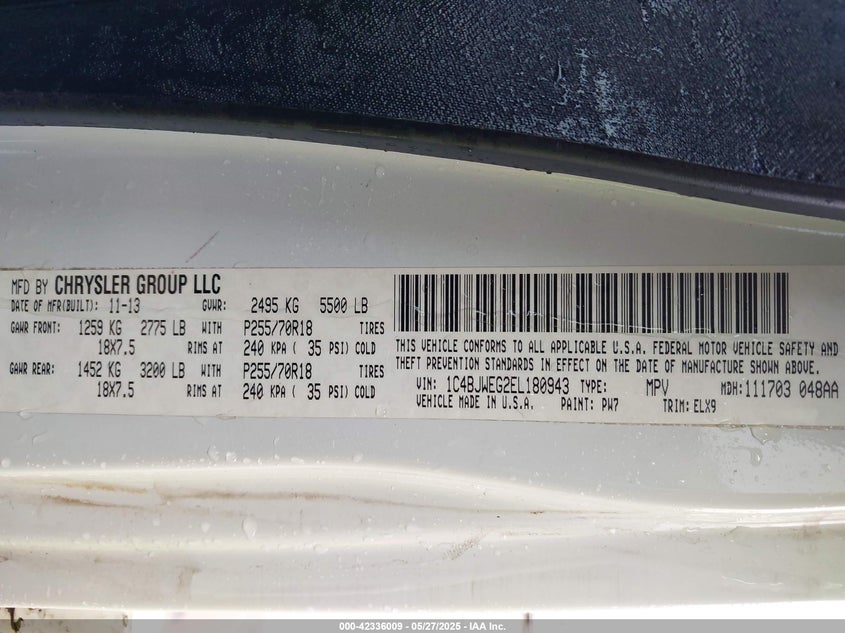 MFD BY CHRYSLER GROUP LLC
DATE OF MFR(BUILT): 11-13 GVWR: 2495 KG 5500 LB
GAWR FRONT: 1259 KG 2775 LB WITH P255/70R18 TIRES
18X7.5 RIMS AT 240 KPA ( 35 PSI) COLD
GAWR REAR: 1452 KG 3200 LB WITH P255/70R18 TIRES
18X7.5 RIMS AT 240 KPA ( 35 PSI) COLD
THIS VEHICLE CONFORMS TO ALL APPLICABLE U.S.A. FEDERAL MOTOR VEHICLE SAFETY AND
THEFT PREVENTION STANDARDS IN EFFECT ON THE DATE OF MANUFACTURE SHOWN ABOVE.
VIN: 1C4BJWEG2EL180943 TYPE: MPV MDH: 111703 048AA
VEHICLE MADE IN U.S.A. PAINT: PW7 TRIM: ELX9
000-42336009 — 05/27/2025 — IAA Inc.